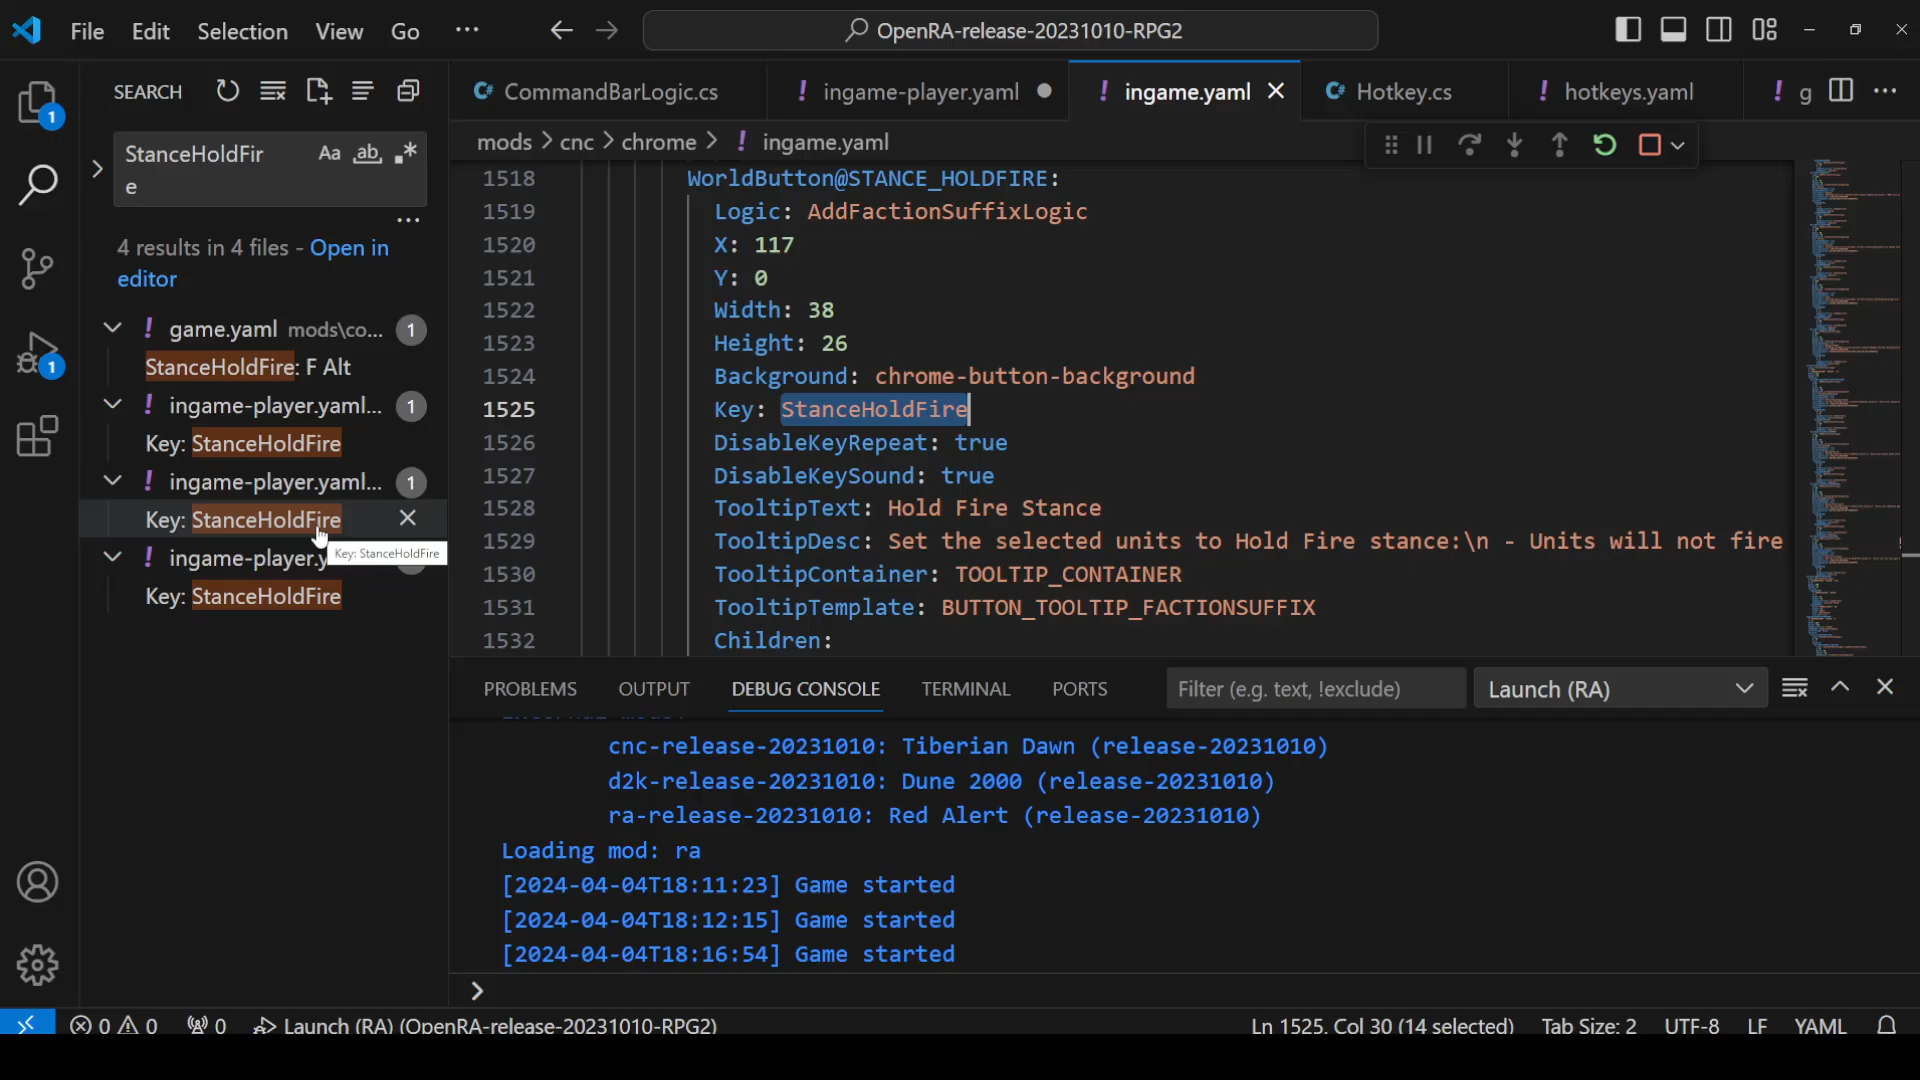 File Edit Selection View Go ···
OpenRA-release-20231010-RPG2
SEARCH
StanceHoldFir
e
Aa ab
4 results in 4 files - Open in
editor
game.yaml mods\co... 1
StanceHoldFire: F Alt
ingame-player.yaml... 1
Key: StanceHoldFire
ingame-player.yaml... 1
Key: StanceHoldFire
Key: StanceHoldFire
ingame-player.y
Key: StanceHoldFire
1
1
CommandBarLogic.cs
ingame-player.yaml
ingame.yaml
Hotkey.cs
hotkeys.yaml
g
mods > cnc > chrome > ! ingame.yaml
1518 WorldButton@STANCE_HOLDFIRE:
1519 Logic: AddFactionSuffixLogic
1520 X: 117
1521 Y: 0
1522 Width: 38
1523 Height: 26
1524 Background: chrome-button-background
1525 Key: StanceHoldFire
1526 DisableKeyRepeat: true
1527 DisableKeySound: true
1528 TooltipText: Hold Fire Stance
1529 TooltipDesc: Set the selected units to Hold Fire stance:\n - Units will not fire
1530 TooltipContainer: TOOLTIP_CONTAINER
1531 TooltipTemplate: BUTTON_TOOLTIP_FACTIONSUFFIX
1532 Children:
PROBLEMS OUTPUT DEBUG CONSOLE TERMINAL PORTS
Filter (e.g. text, !exclude)
Launch (RA)
cnc-release-20231010: Tiberian Dawn (release-20231010)
d2k-release-20231010: Dune 2000 (release-20231010)
ra-release-20231010: Red Alert (release-20231010)
Loading mod: ra
[2024-04-04T18:11:23] Game started
[2024-04-04T18:12:15] Game started
[2024-04-04T18:16:54] Game started
0 0 0 Launch (RA) (OpenRA-release-20231010-RPG2)
Ln 1525, Col 30 (14 selected) Tab Size: 2 UTF-8 LF YAML